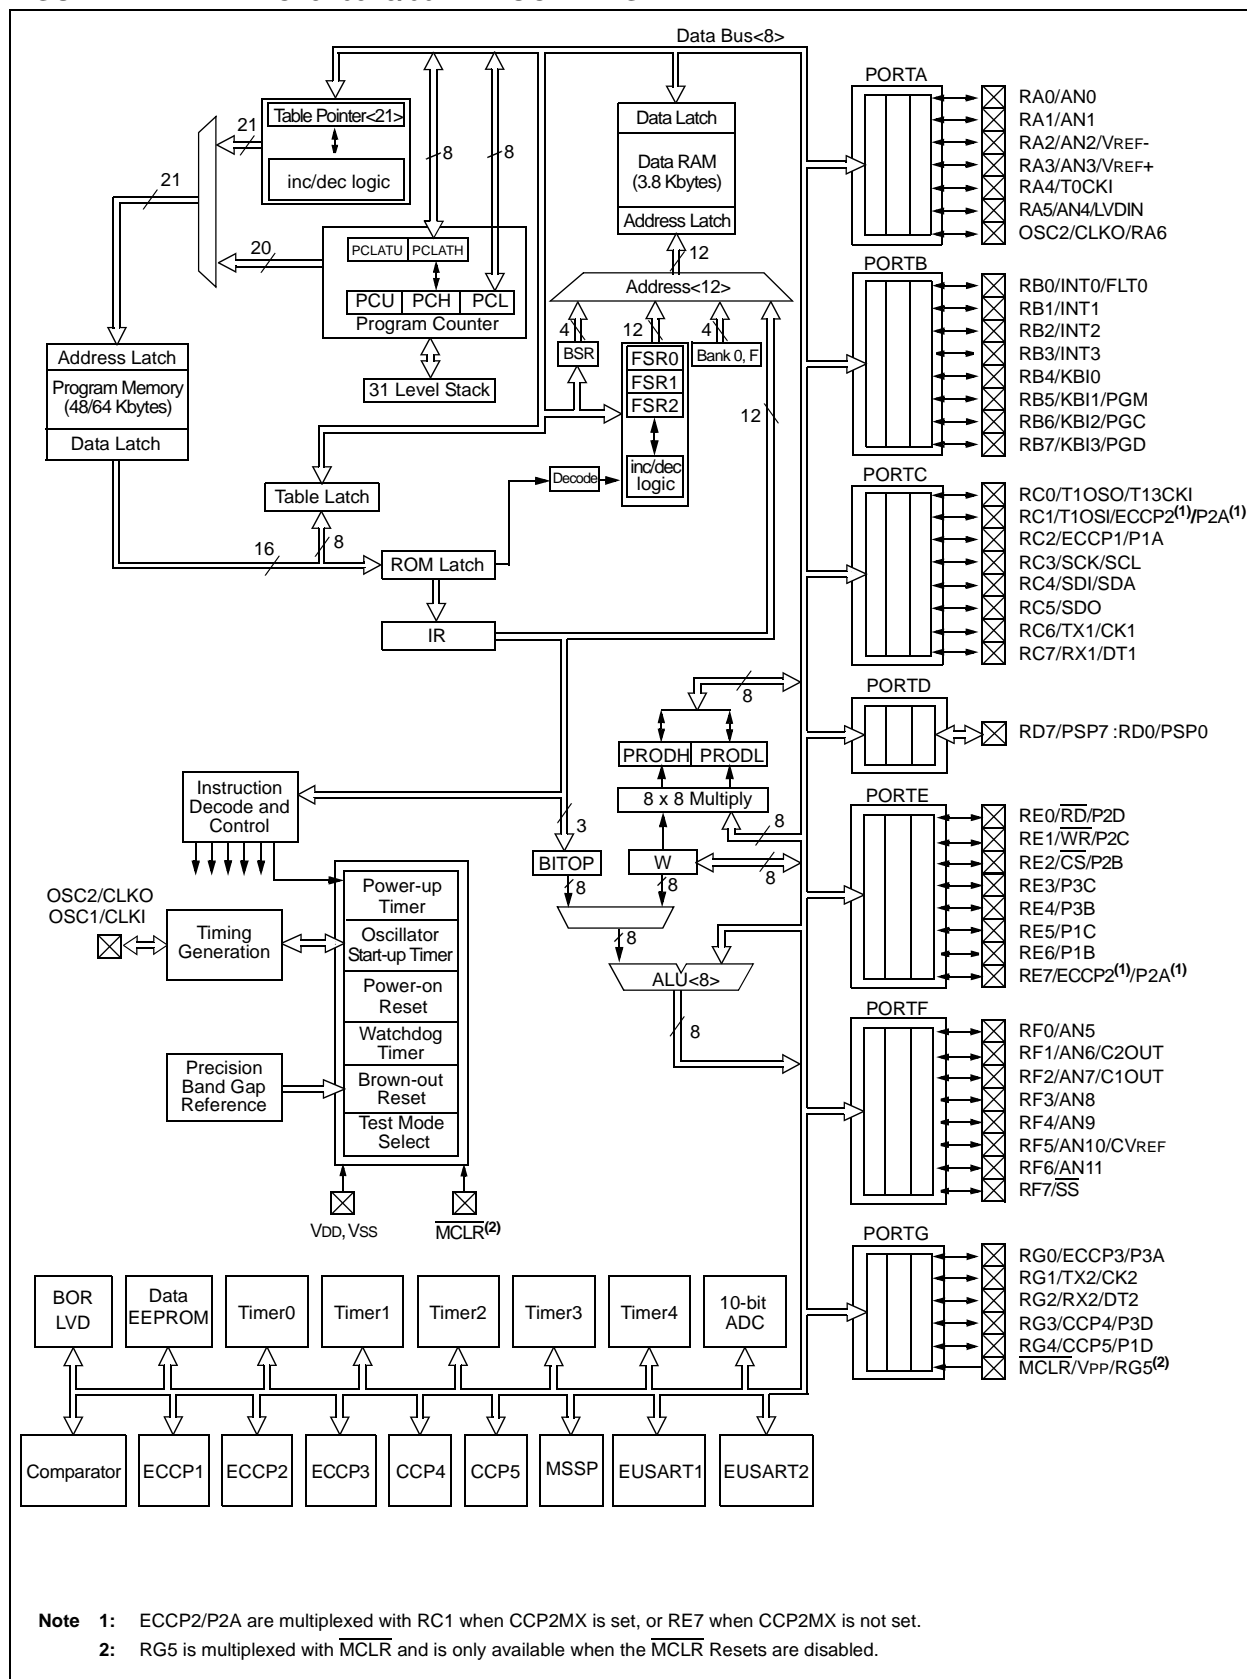 Data Bus<8>
Table Pointer<21>
inc/dec logic
21
21
20
8
8
PCLATU PCLATH
PCU PCH PCL
Program Counter
31 Level Stack
Data Latch
Data RAM
(3.8 Kbytes)
Address Latch
12
Address<12>
4
12
4
BSR
FSR0
FSR1
FSR2
inc/dec
logic
Bank 0, F
12
Address Latch
Program Memory
(48/64 Kbytes)
Data Latch
Table Latch
16
8
ROM Latch
Decode
IR
8
PRODH PRODL
8 x 8 Multiply
8
3
BITOP
W
8
8
8
8
ALU<8>
8
Instruction
Decode and
Control
OSC2/CLKO
OSC1/CLKI
Timing
Generation
Power-up
Timer
Oscillator
Start-up Timer
Power-on
Reset
Watchdog
Timer
Brown-out
Reset
Test Mode
Select
Precision
Band Gap
Reference
VDD, VSS
MCLR(2)
PORTA
RA0/AN0
RA1/AN1
RA2/AN2/VREF-
RA3/AN3/VREF+
RA4/T0CKI
RA5/AN4/LVDIN
OSC2/CLKO/RA6
PORTB
RB0/INT0/FLT0
RB1/INT1
RB2/INT2
RB3/INT3
RB4/KBI0
RB5/KBI1/PGM
RB6/KBI2/PGC
RB7/KBI3/PGD
PORTC
RC0/T1OSO/T13CKI
RC1/T1OSI/ECCP2(1)/P2A(1)
RC2/ECCP1/P1A
RC3/SCK/SCL
RC4/SDI/SDA
RC5/SDO
RC6/TX1/CK1
RC7/RX1/DT1
PORTD
RD7/PSP7 :RD0/PSP0
PORTE
RE0/RD/P2D
RE1/WR/P2C
RE2/CS/P2B
RE3/P3C
RE4/P3B
RE5/P1C
RE6/P1B
RE7/ECCP2(1)/P2A(1)
PORTF
RF0/AN5
RF1/AN6/C2OUT
RF2/AN7/C1OUT
RF3/AN8
RF4/AN9
RF5/AN10/CVREF
RF6/AN11
RF7/SS
PORTG
RG0/ECCP3/P3A
RG1/TX2/CK2
RG2/RX2/DT2
RG3/CCP4/P3D
RG4/CCP5/P1D
MCLR/VPP/RG5(2)
BOR
LVD
Data
EEPROM
Timer0
Timer1
Timer2
Timer3
Timer4
10-bit
ADC
Comparator
ECCP1
ECCP2
ECCP3
CCP4
CCP5
MSSP
EUSART1
EUSART2
Note 1: ECCP2/P2A are multiplexed with RC1 when CCP2MX is set, or RE7 when CCP2MX is not set.
2: RG5 is multiplexed with MCLR and is only available when the MCLR Resets are disabled.